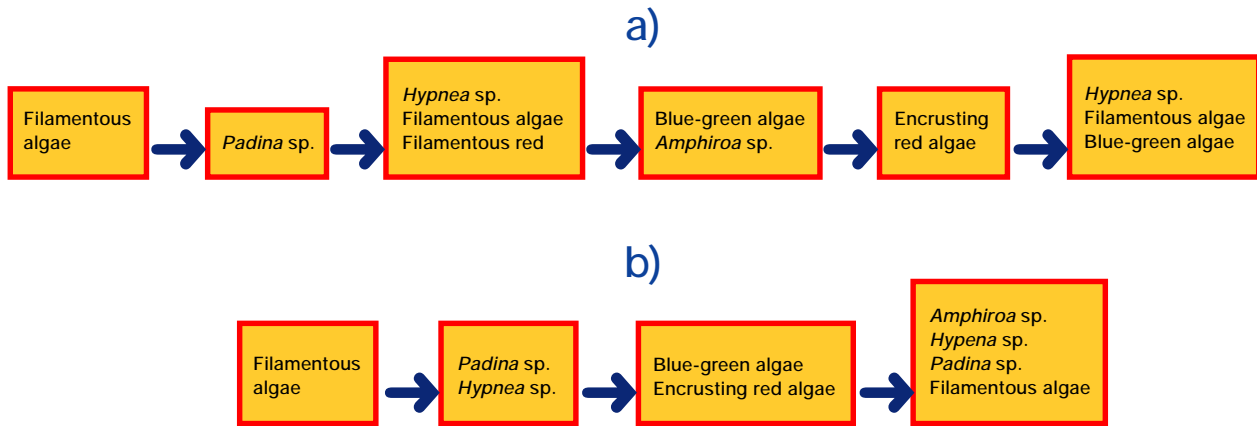 a)
Filamentous
algae
Padina sp.
Hypnea sp.
Filamentous algae
Filamentous red
Blue-green algae
Amphiroa sp.
Encrusting
red algae
Hypnea sp.
Filamentous algae
Blue-green algae
b)
Filamentous
algae
Padina sp.
Hypnea sp.
Blue-green algae
Encrusting red algae
Amphiroa sp.
Hypena sp.
Padina sp.
Filamentous algae